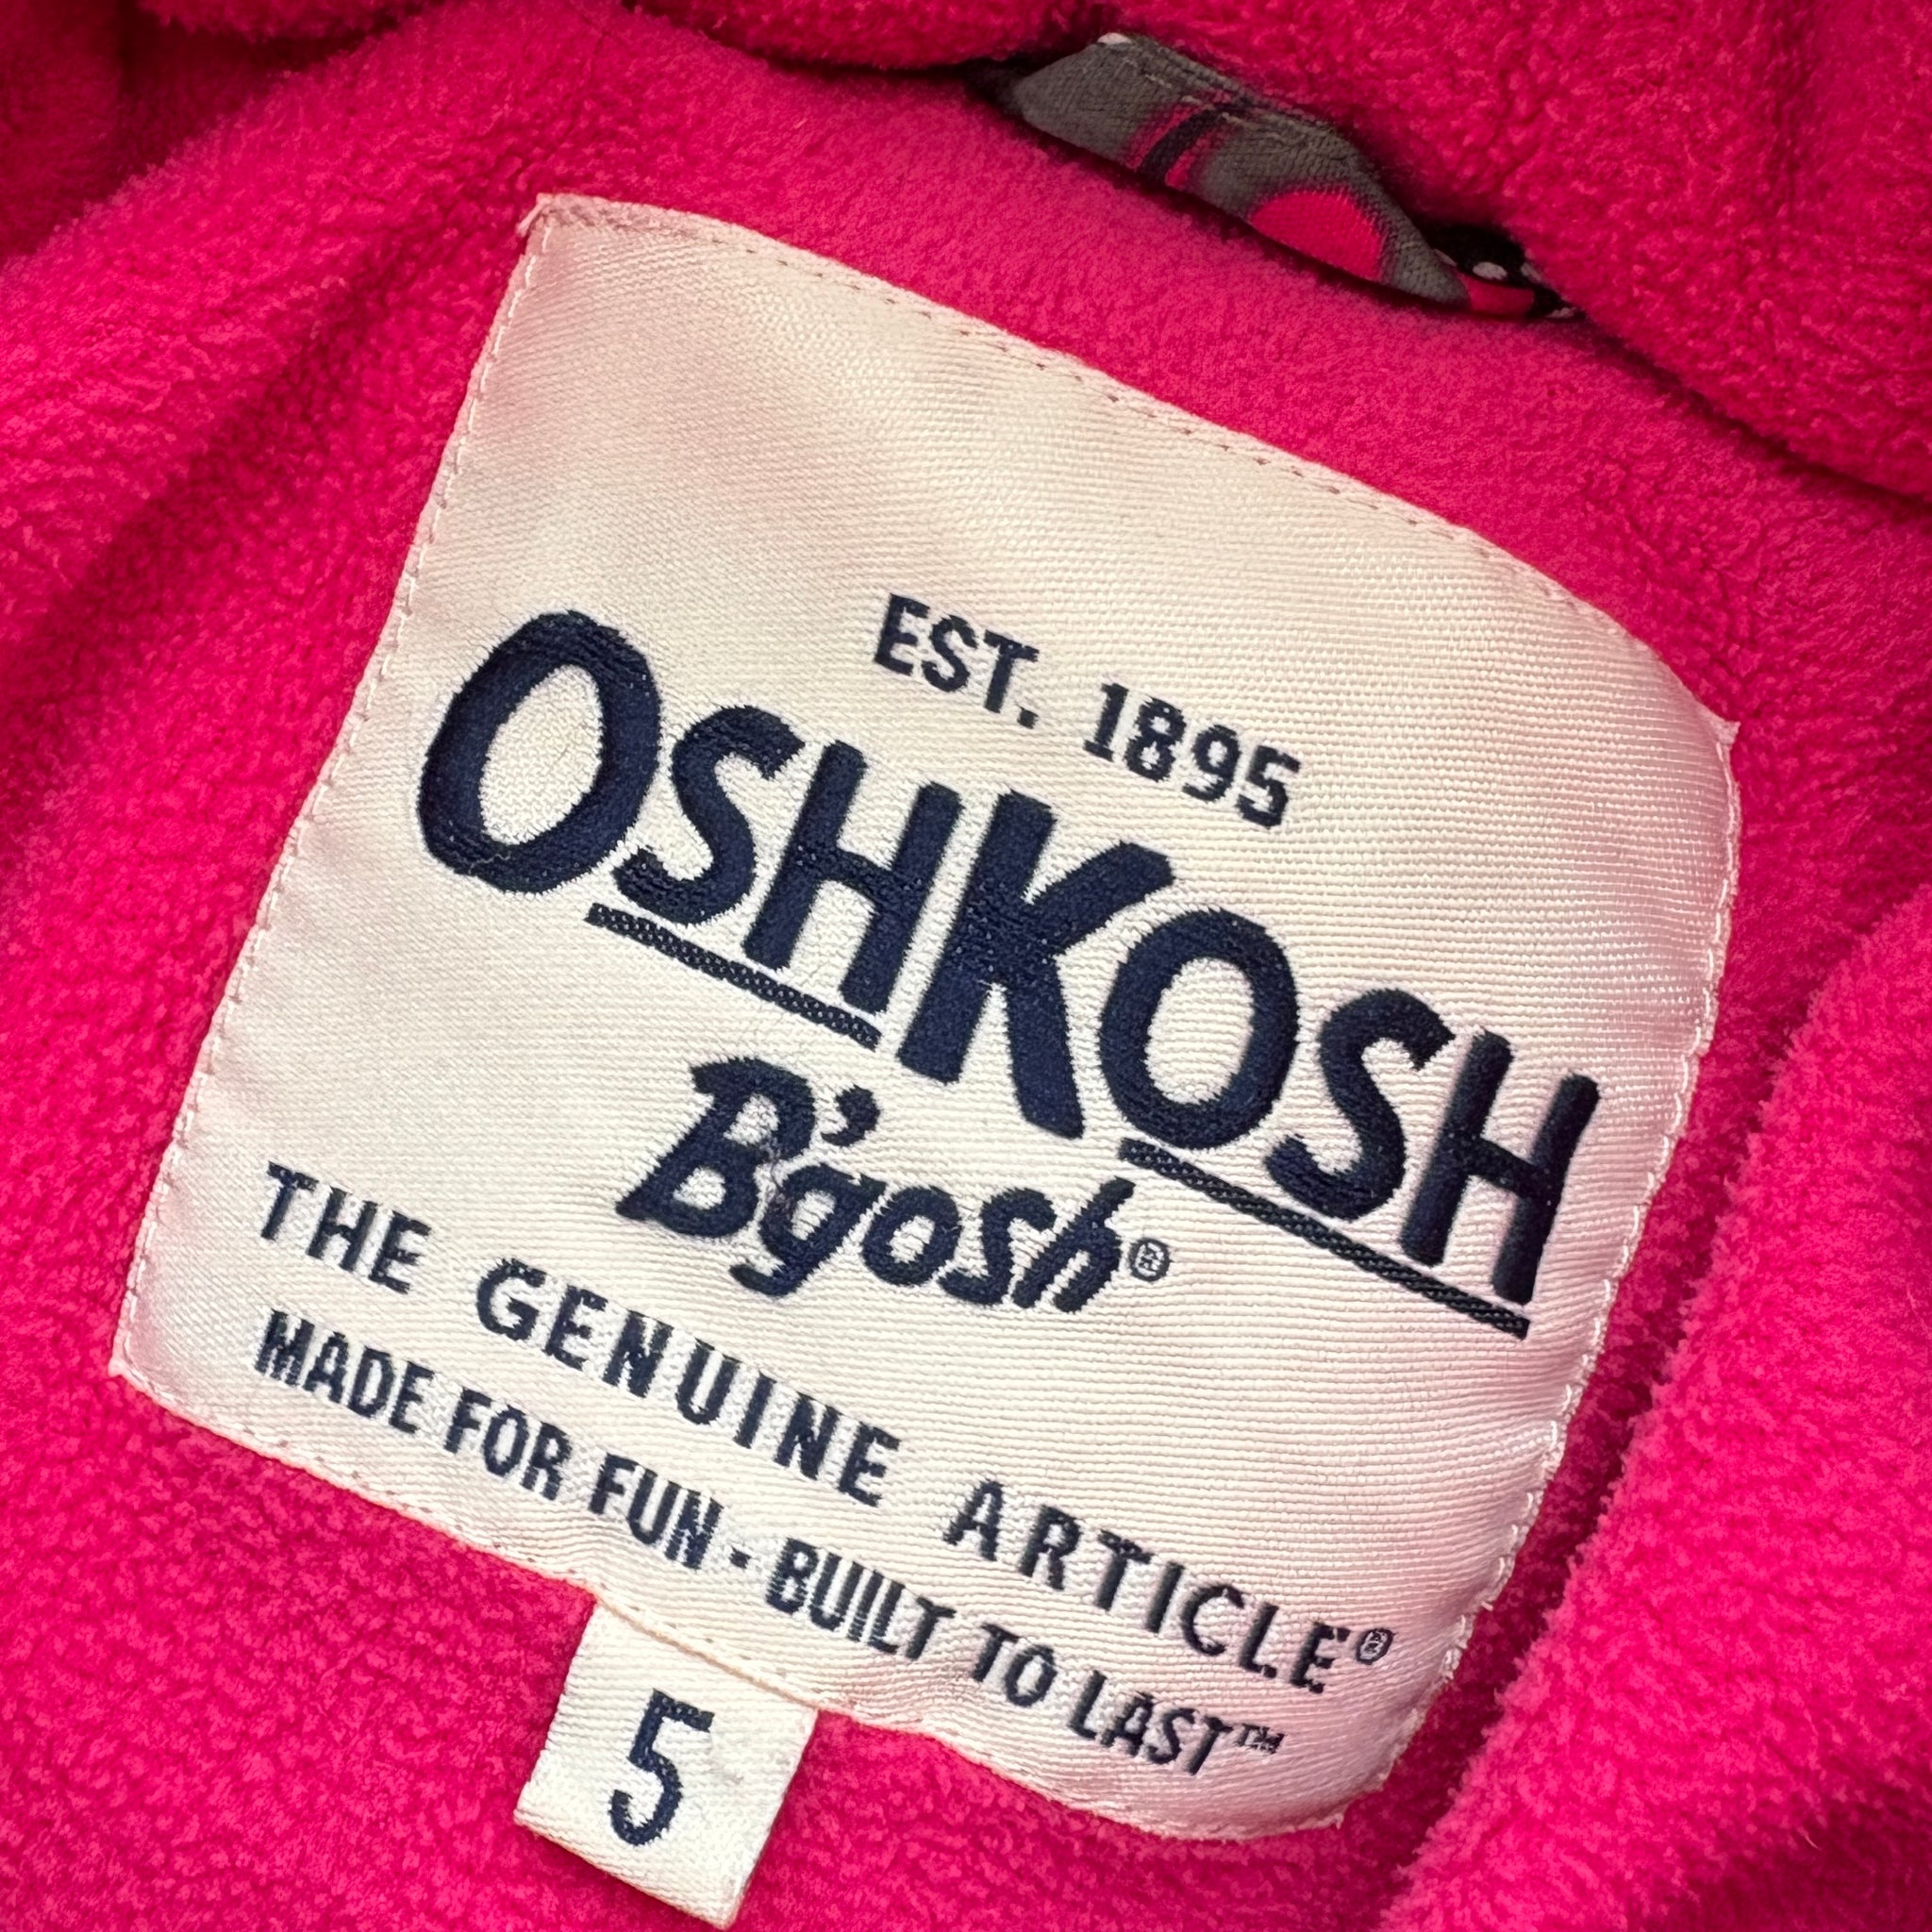 EST. 1895
OSHKOSH
B'gosh®
THE GENUINE ARTICLE®
MADE FOR FUN - BUILT TO LAST™
5